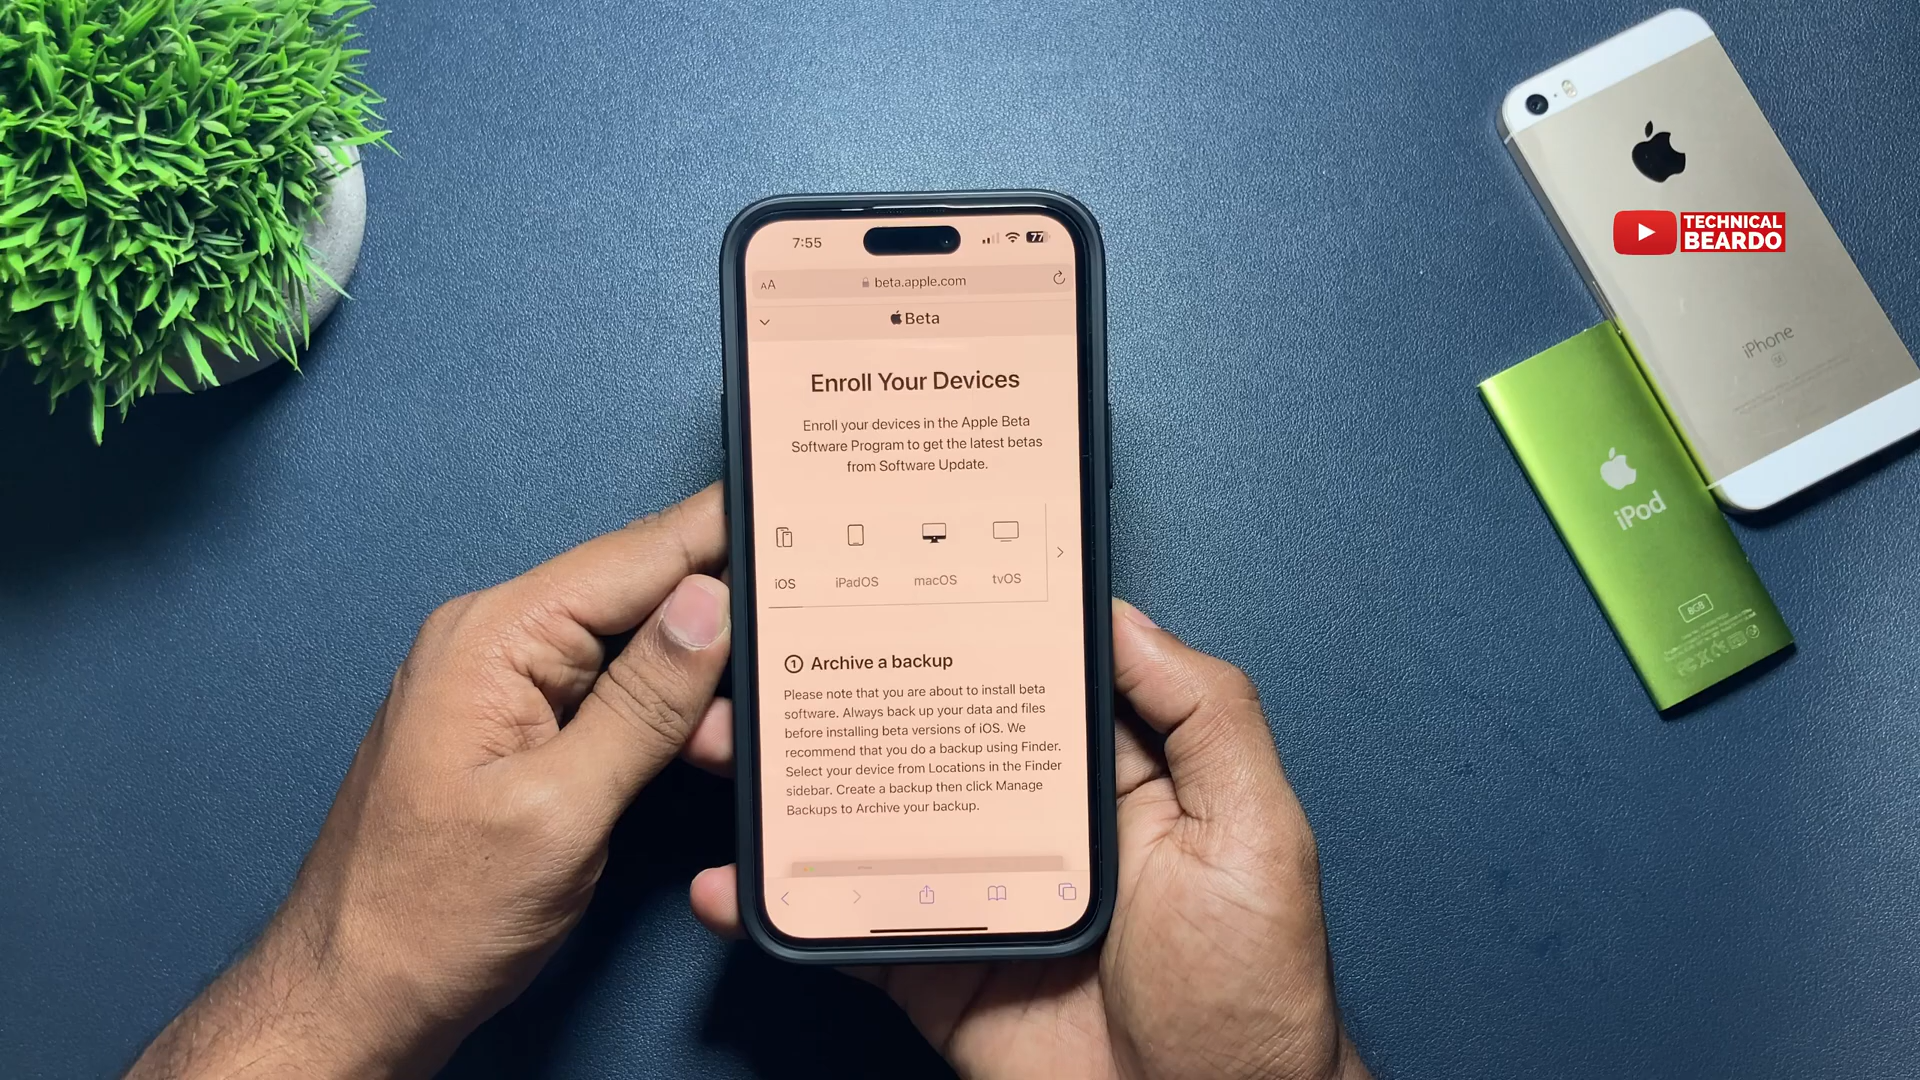 7:55
77
AA
beta.apple.com
Beta
Enroll Your Devices
Enroll your devices in the Apple Beta
Software Program to get the latest betas
from Software Update.
iOS
iPadOS
macOS
tvOS
1 Archive a backup
Please note that you are about to install beta
software. Always back up your data and files
before installing beta versions of iOS. We
recommend that you do a backup using Finder.
Select your device from Locations in the Finder
sidebar. Create a backup then click Manage
Backups to Archive your backup.
TECHNICAL
BEARDO
iPhone
SE
iPod
8GB